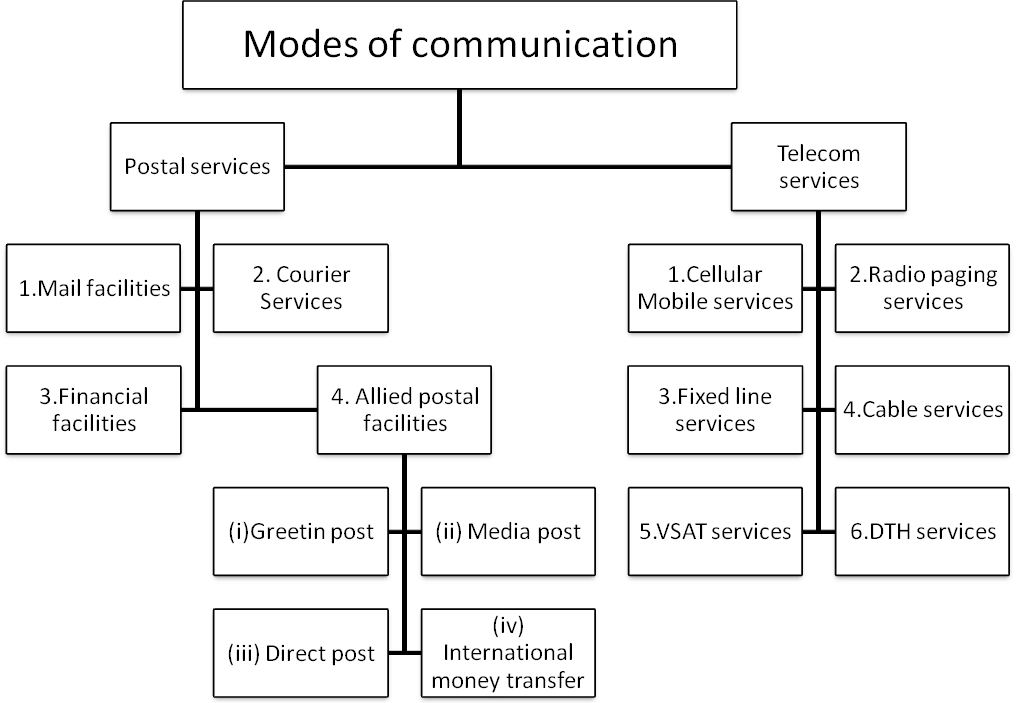 Modes of communication
Postal services
Telecom
services
1.Mail facilities
2. Courier
Services
3.Financial
facilities
4. Allied postal
facilities
(i)Greetin post
(ii) Media post
(iii) Direct post
(iv)
International
money transfer
1.Cellular
Mobile services
2.Radio paging
services
3.Fixed line
services
4.Cable services
5.VSAT services
6.DTH services